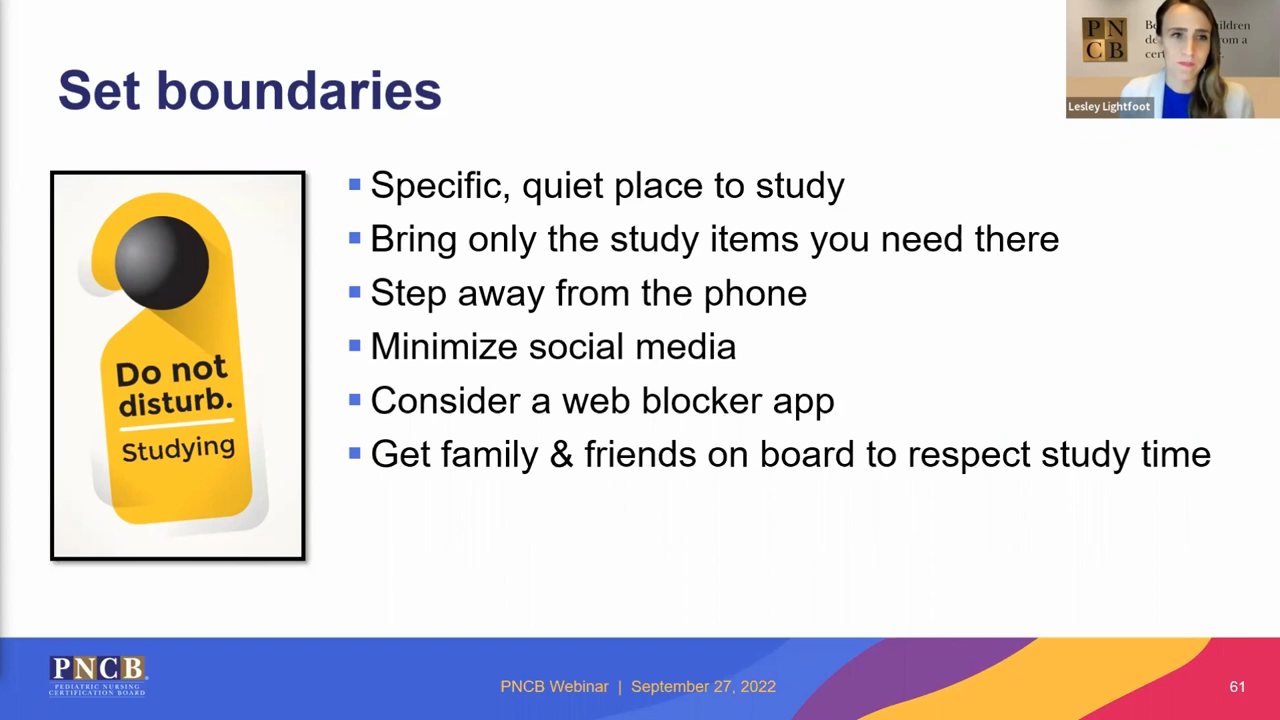 Set boundaries
PN
CB
Lesley Lightfoot
Do not
disturb.
Studying
Specific, quiet place to study
Bring only the study items you need there
Step away from the phone
Minimize social media
Consider a web blocker app
Get family & friends on board to respect study time
PNCB
PEDIATRIC NURSING
CERTIFICATION BOARD
PNCB Webinar | September 27, 2022
61